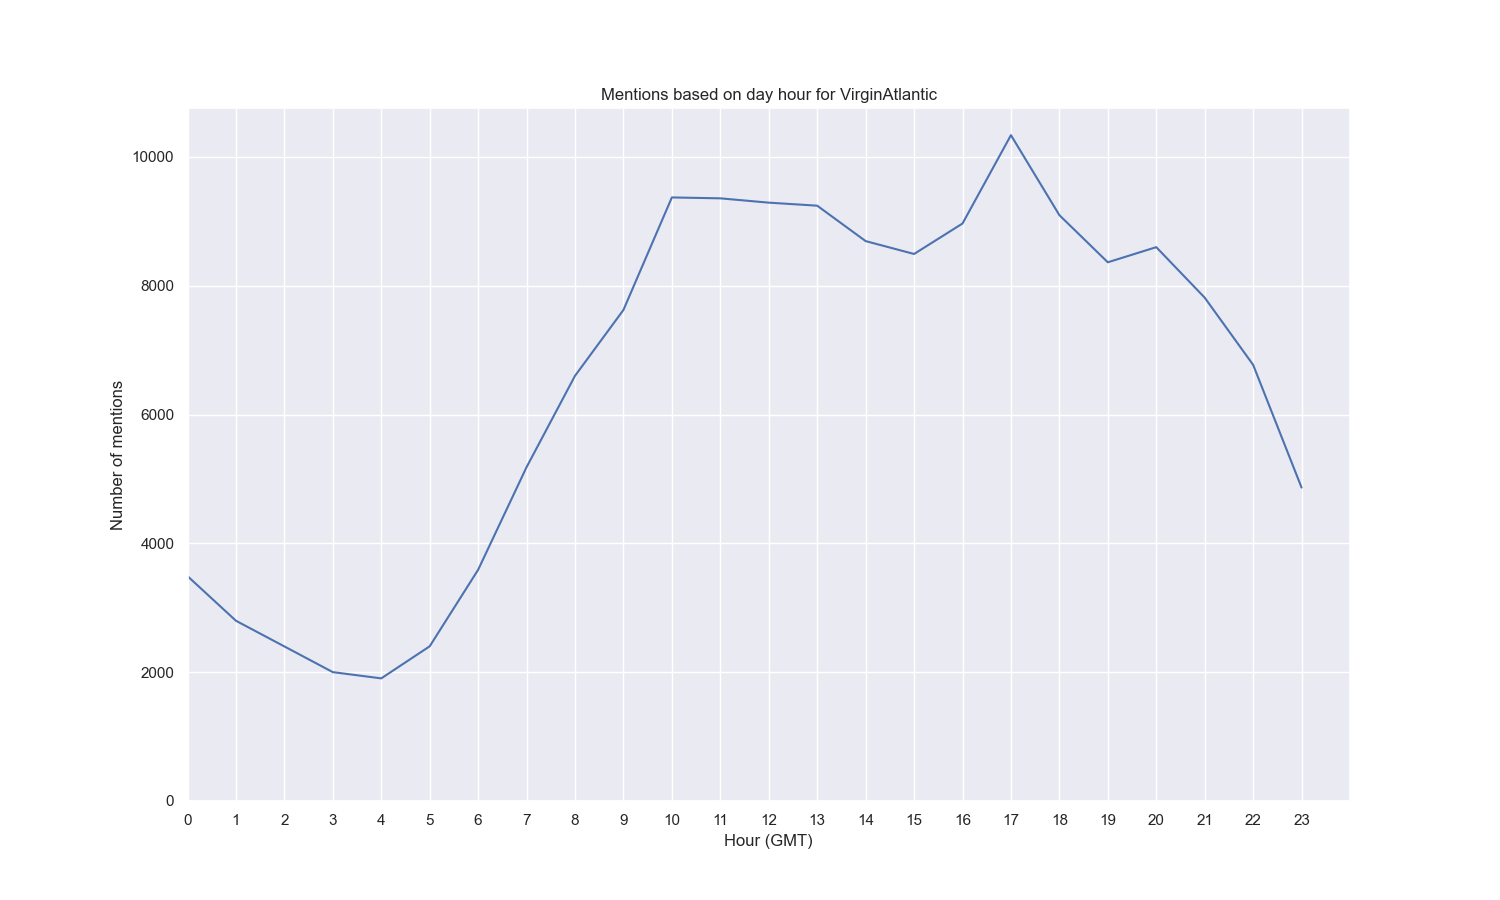 Mentions based on day hour for VirginAtlantic
10000
8000
6000
4000
2000
0
Number of mentions
0 1 2 3 4 5 6 7 8 9 10 11 12 13 14 15 16 17 18 19 20 21 22 23
Hour (GMT)